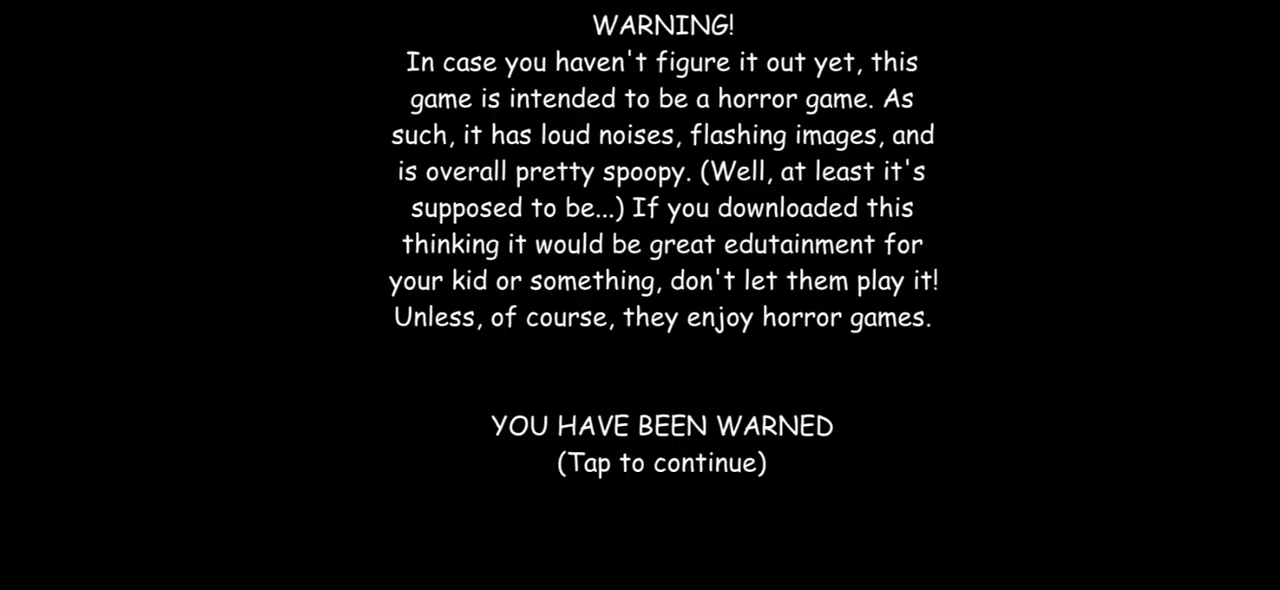 WARNING!
In case you haven't figure it out yet, this
game is intended to be a horror game. As
such, it has loud noises, flashing images, and
is overall pretty spoopy. (Well, at least it's
supposed to be...) If you downloaded this
thinking it would be great edutainment for
your kid or something, don't let them play it!
Unless, of course, they enjoy horror games.
YOU HAVE BEEN WARNED
(Tap to continue)